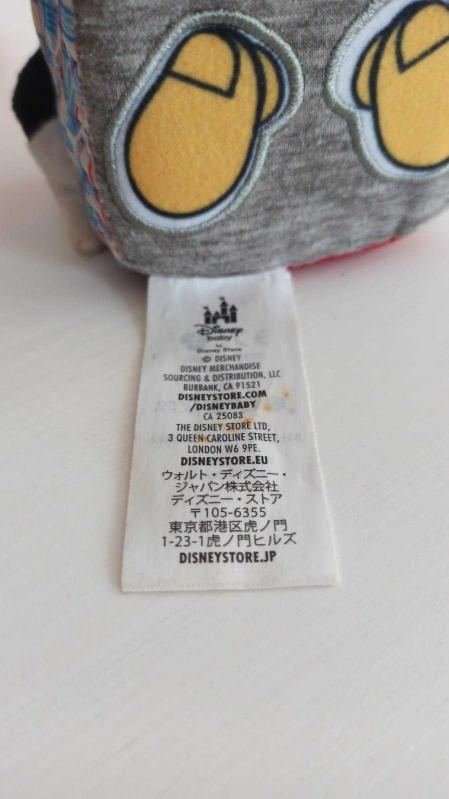 Disney
baby
by
Disney Store
© DISNEY
DISNEY MERCHANDISE
SOURCING & DISTRIBUTION, LLC
BURBANK, CA 91521
DISNEYSTORE.COM
/DISNEYBABY
CA 25083
THE DISNEY STORE LTD,
3 QUEEN CAROLINE STREET,
LONDON W6 9PE.
DISNEYSTORE.EU
ウォルト・ディズニー・
ジャパン株式会社
ディズニー・ストア
〒105-6355
東京都港区虎ノ門
1-23-1虎ノ門ヒルズ
DISNEYSTORE.JP